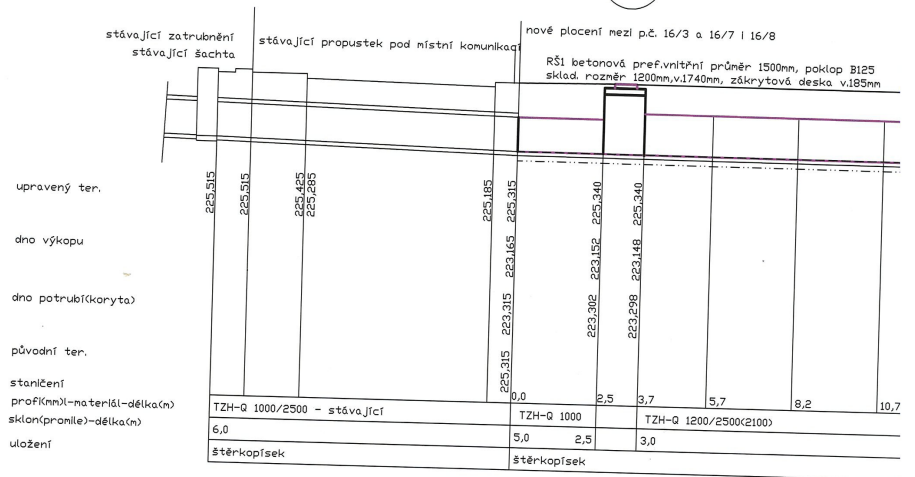 nové plocení mezi p.č. 16/3 a 16/7 i 16/8
stávající zatrubnění
stávající šachta
stávající propustek pod místní komunikací
RŠ1 betonová pref.vnitřní průměr 1500mm, poklop B125
sklad. rozměr 1200mm,v.1740mm, zákrytová deska v.185mm
upravený ter.
225,515
225,515
225,425
225,285
225,185
225,315
225,340
225,340
dno výkopu
223,165
223,152
223,148
dno potrubí(koryta)
223,315
223,302
223,298
původní ter.
225,315
staničení
0,0
2,5
3,7
5,7
8,2
10,7
profi(mm)l-materiál-délka(m)
TZH-Q 1000/2500 - stávající
TZH-Q 1000
TZH-Q 1200/2500(2100)
sklon(promile)-délka(m)
6,0
5,0
2,5
3,0
uložení
štěrkopísek
štěrkopísek